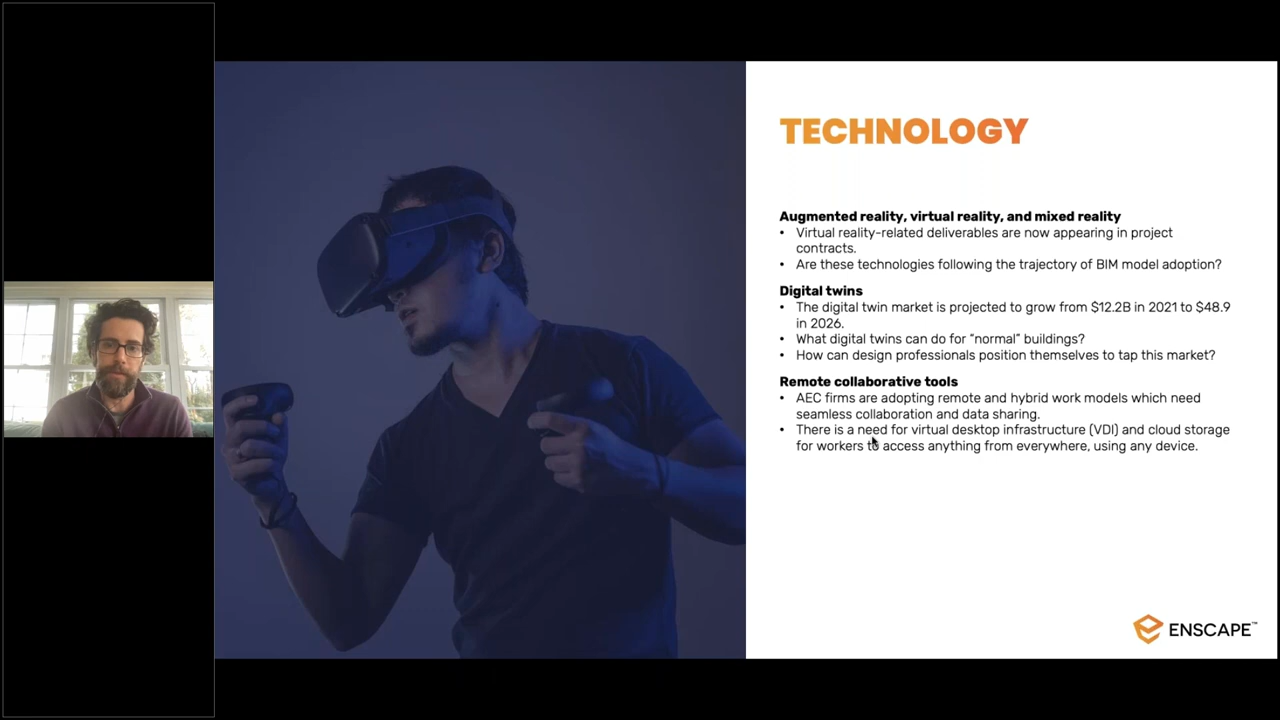 TECHNOLOGY
Augmented reality, virtual reality, and mixed reality
• Virtual reality-related deliverables are now appearing in project
contracts.
• Are these technologies following the trajectory of BIM model adoption?
Digital twins
• The digital twin market is projected to grow from $12.2B in 2021 to $48.9
in 2026.
• What digital twins can do for “normal” buildings?
• How can design professionals position themselves to tap this market?
Remote collaborative tools
• AEC firms are adopting remote and hybrid work models which need
seamless collaboration and data sharing.
• There is a need for virtual desktop infrastructure (VDI) and cloud storage
for workers to access anything from everywhere, using any device.
ENSCAPE™